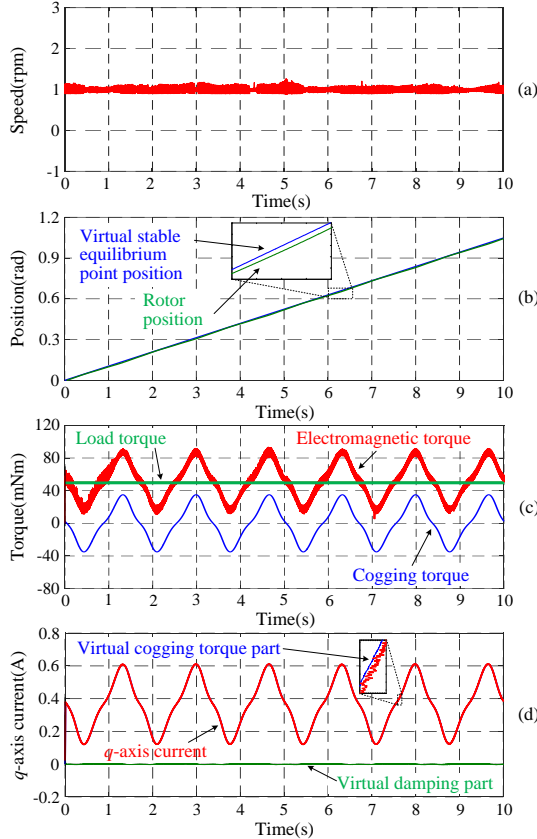 3
2
1
0
-1
Speed(rpm)
0 1 2 3 4 5 6 7 8 9 10
Time(s)
(a)
1.2
0.9
0.6
0.3
0
Position(rad)
Virtual stable
equilibrium
point position
Rotor
position
0 1 2 3 4 5 6 7 8 9 10
Time(s)
(b)
120
80
40
0
-40
-80
Torque(mNm)
Load torque
Electromagnetic torque
Cogging torque
0 1 2 3 4 5 6 7 8 9 10
Time(s)
(c)
0.8
0.6
0.4
0.2
0
-0.2
q-axis current(A)
Virtual cogging torque part
q-axis current
Virtual damping part
0 1 2 3 4 5 6 7 8 9 10
Time(s)
(d)